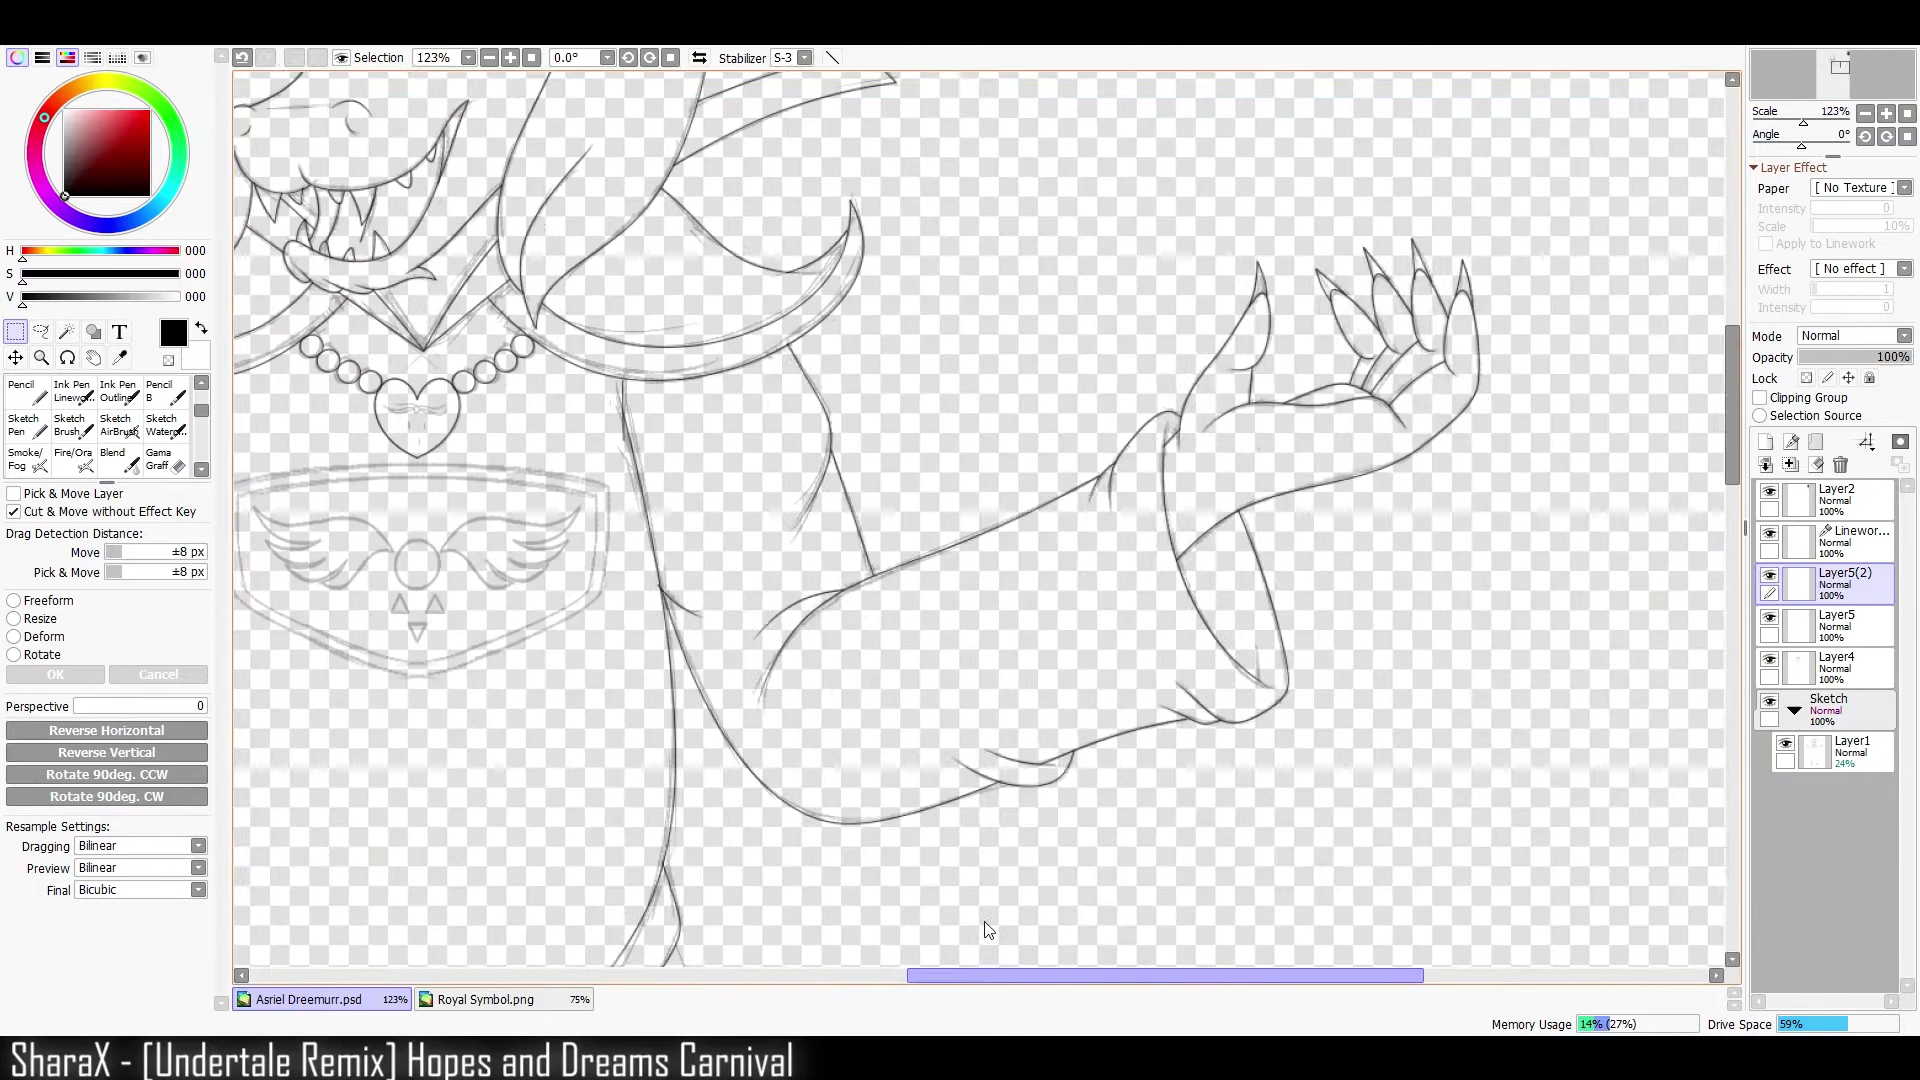 Selection 123% 0.0° Stabilizer S-3
Scale 123%
Angle 0°
Layer Effect
Paper [ No Texture ]
Intensity 0
Scale 10%
Apply to Linework
Effect [ No effect ]
Width 1
Intensity 0
Mode Normal
Opacity 100%
Lock
Clipping Group
Selection Source
Layer2
Normal
100%
Linewor...
Normal
100%
Layer5(2)
Normal
100%
Layer5
Normal
100%
Layer4
Normal
100%
Sketch
Normal
100%
Layer1
Normal
24%
H 000
S 000
V 000
T
Pencil
Ink Pen Linewo..
Ink Pen Outline
Pencil B
Sketch Pen
Sketch Brush
Sketch AirBrush
Sketch Waterc..
Smoke/ Fog
Fire/Ora
Blend
Gama Graff
Pick & Move Layer
Cut & Move without Effect Key
Drag Detection Distance:
Move ±8 px
Pick & Move ±8 px
Freeform
Resize
Deform
Rotate
OK Cancel
Perspective 0
Reverse Horizontal
Reverse Vertical
Rotate 90deg. CCW
Rotate 90deg. CW
Resample Settings:
Dragging Bilinear
Preview Bilinear
Final Bicubic
Asriel Dreemurr.psd 123% Royal Symbol.png 75%
Memory Usage 14% (27%) Drive Space 59%
SharaX - [Undertale Remix] Hopes and Dreams Carnival